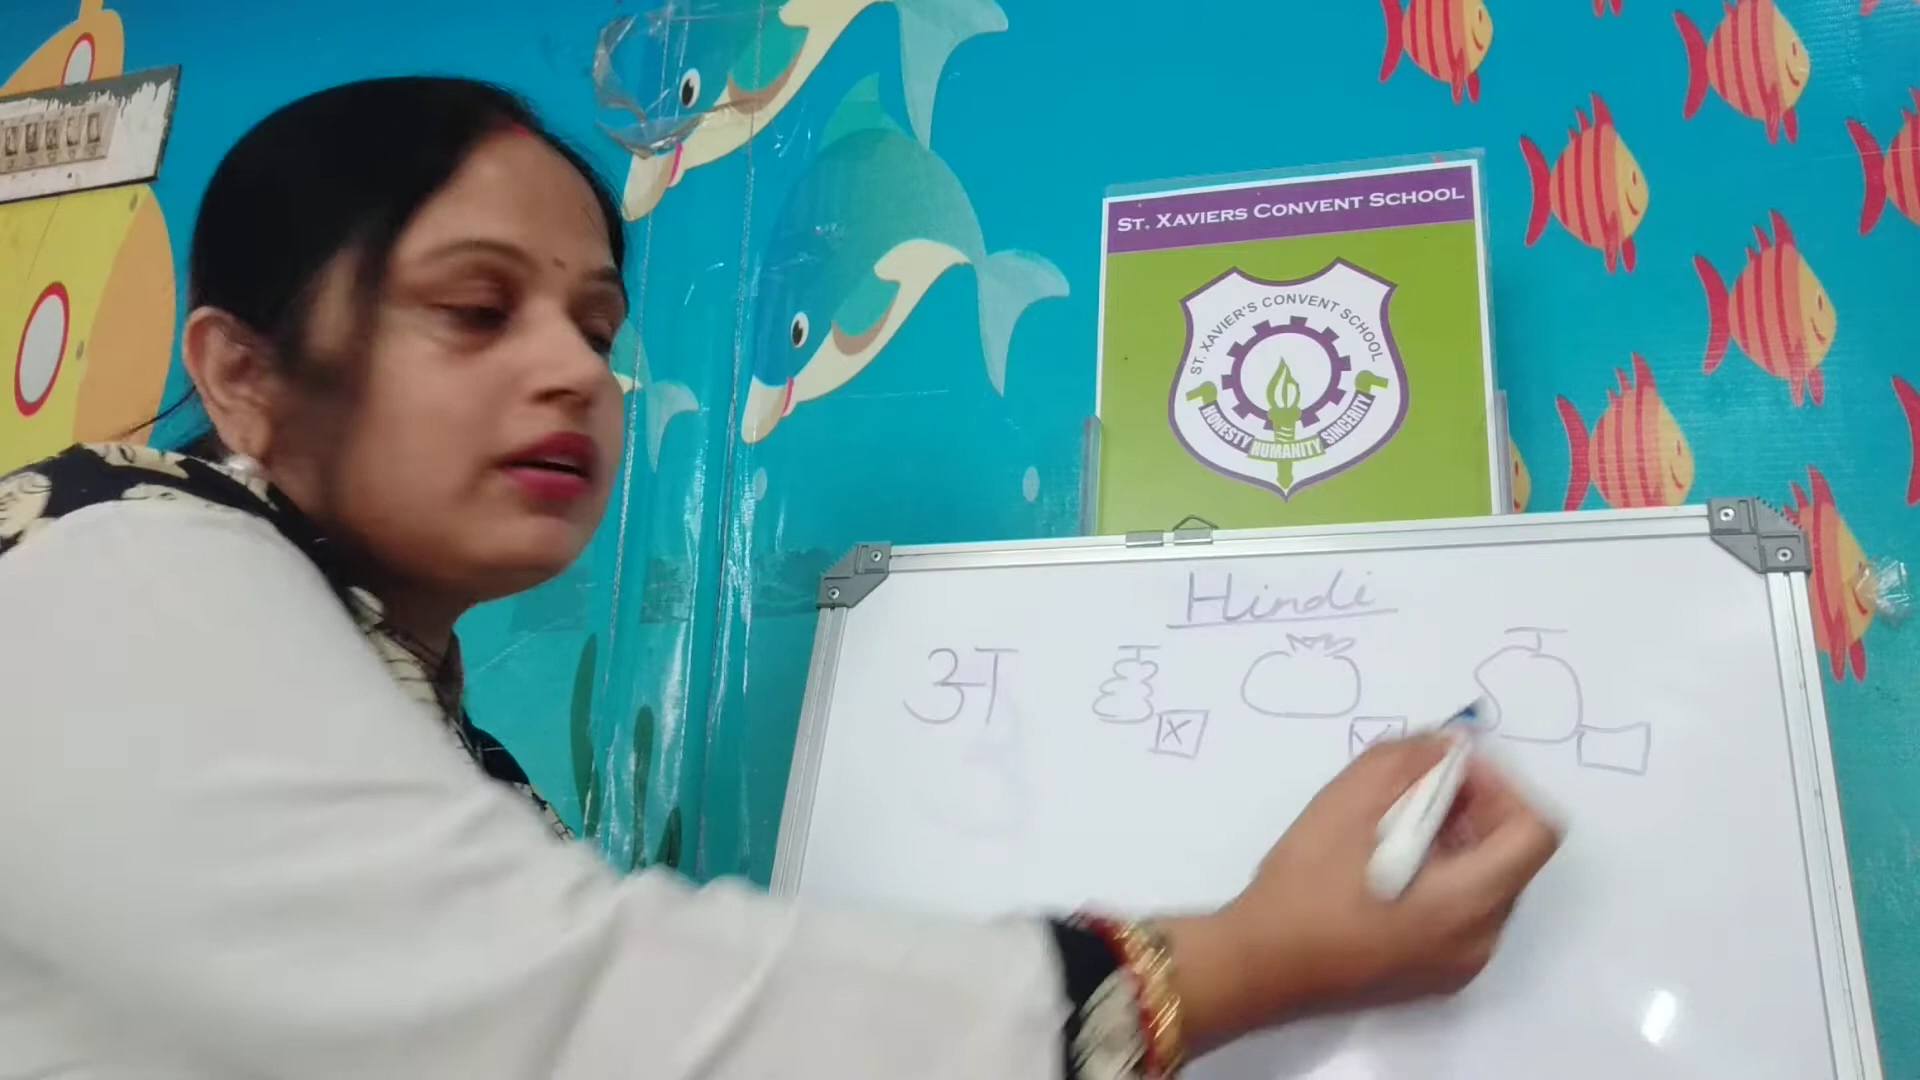 ST. XAVIERS CONVENT SCHOOL
ST. XAVIER'S CONVENT SCHOOL
HONESTY HUMANITY SINCERITY
Hindi
अ